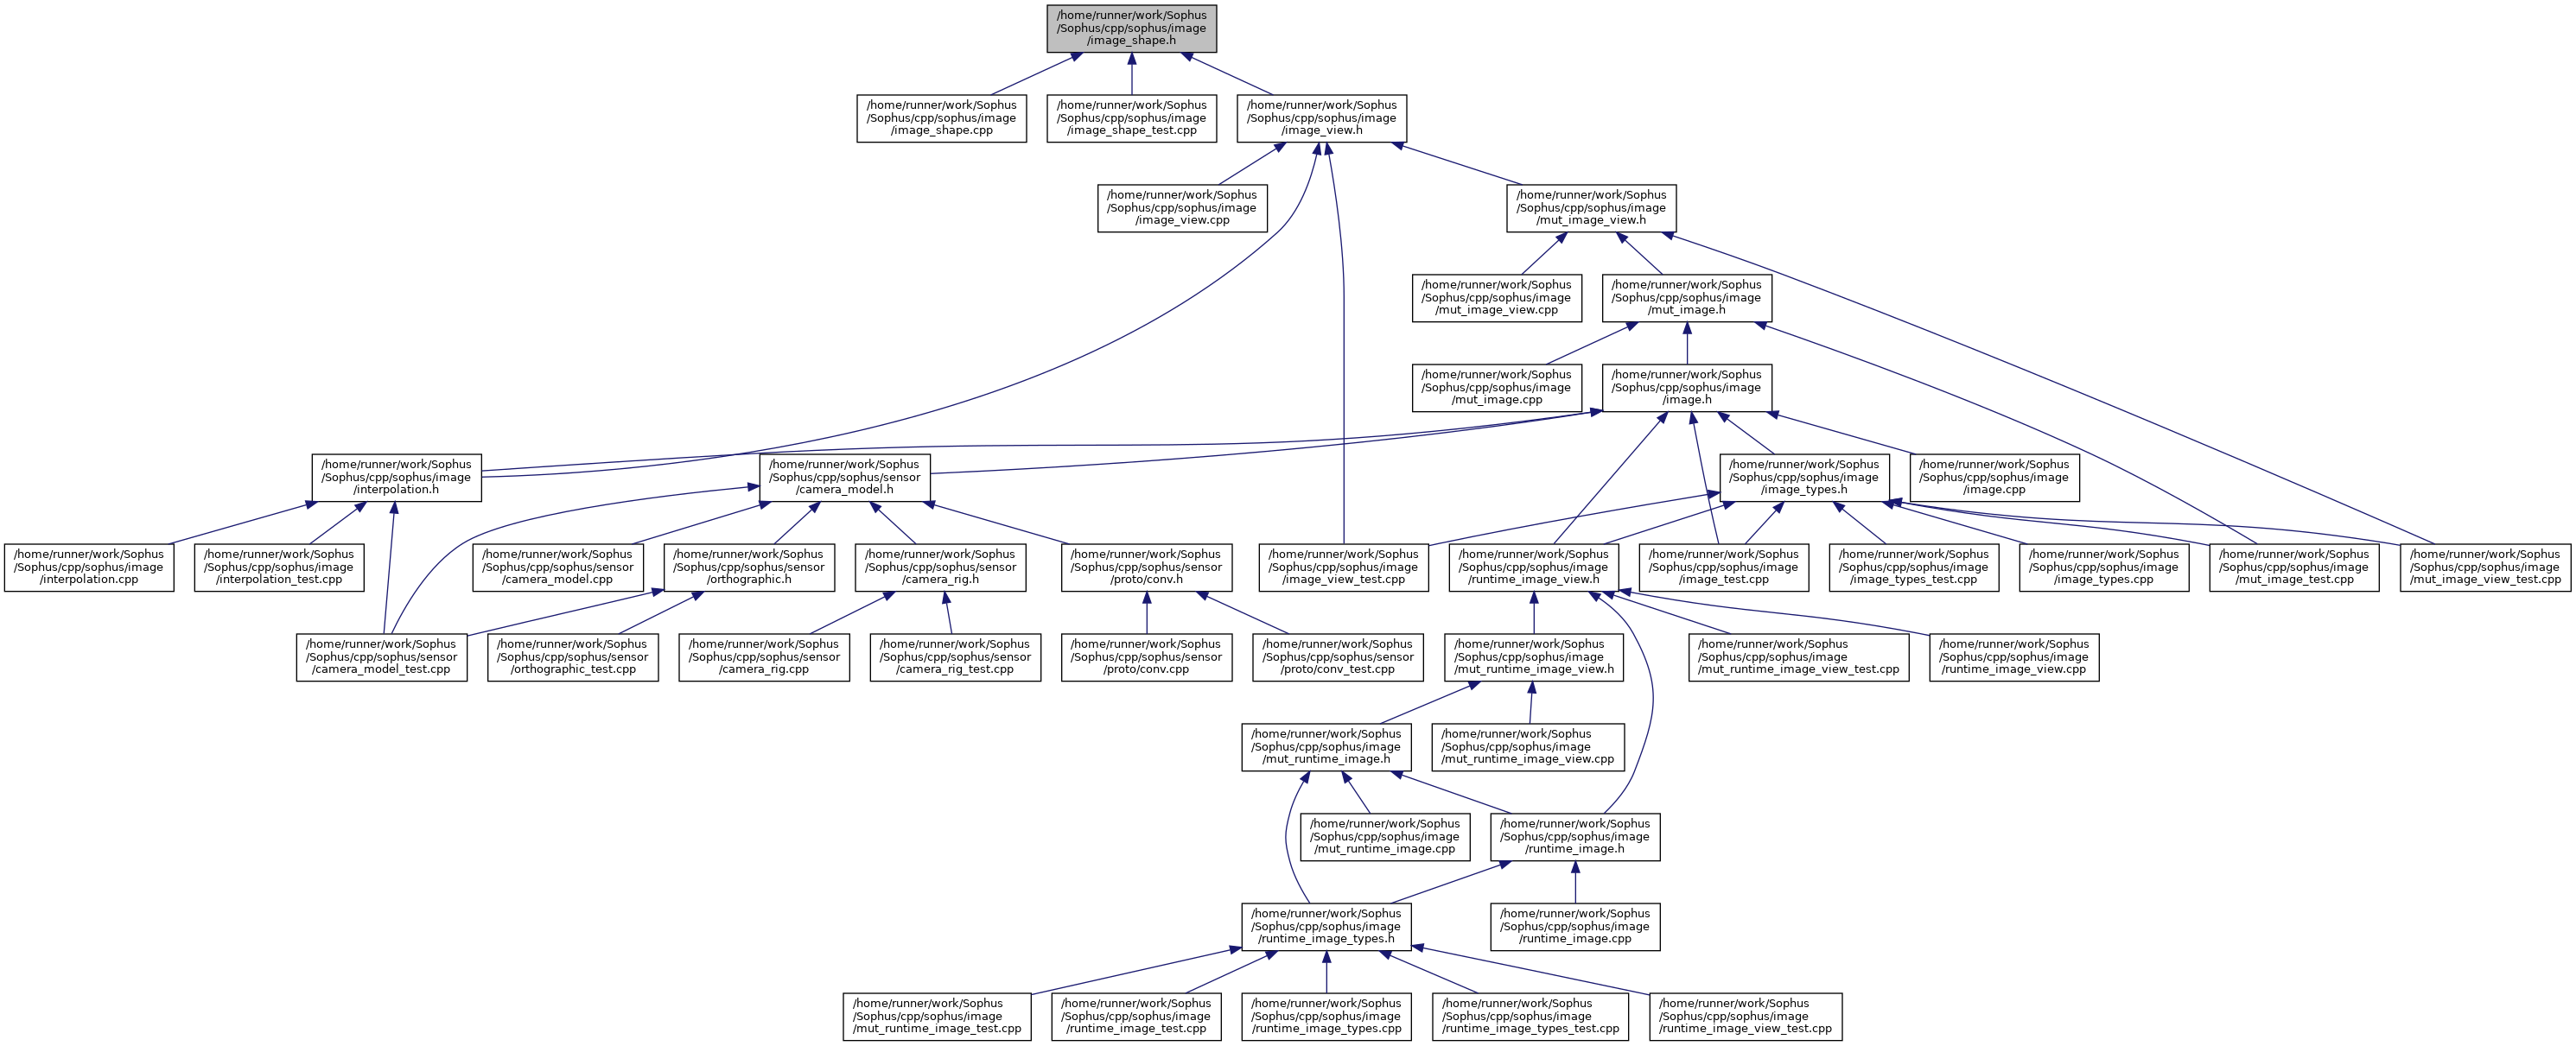 /home/runner/work/Sophus
/Sophus/cpp/sophus/image
/image_shape.h
/home/runner/work/Sophus
/Sophus/cpp/sophus/image
/image_shape.cpp
/home/runner/work/Sophus
/Sophus/cpp/sophus/image
/image_shape_test.cpp
/home/runner/work/Sophus
/Sophus/cpp/sophus/image
/image_view.h
/home/runner/work/Sophus
/Sophus/cpp/sophus/image
/image_view.cpp
/home/runner/work/Sophus
/Sophus/cpp/sophus/image
/mut_image_view.h
/home/runner/work/Sophus
/Sophus/cpp/sophus/image
/mut_image_view.cpp
/home/runner/work/Sophus
/Sophus/cpp/sophus/image
/mut_image.h
/home/runner/work/Sophus
/Sophus/cpp/sophus/image
/mut_image.cpp
/home/runner/work/Sophus
/Sophus/cpp/sophus/image
/image.h
/home/runner/work/Sophus
/Sophus/cpp/sophus/image
/interpolation.h
/home/runner/work/Sophus
/Sophus/cpp/sophus/sensor
/camera_model.h
/home/runner/work/Sophus
/Sophus/cpp/sophus/image
/image_types.h
/home/runner/work/Sophus
/Sophus/cpp/sophus/image
/image.cpp
/home/runner/work/Sophus
/Sophus/cpp/sophus/image
/interpolation.cpp
/home/runner/work/Sophus
/Sophus/cpp/sophus/image
/interpolation_test.cpp
/home/runner/work/Sophus
/Sophus/cpp/sophus/sensor
/camera_model.cpp
/home/runner/work/Sophus
/Sophus/cpp/sophus/sensor
/orthographic.h
/home/runner/work/Sophus
/Sophus/cpp/sophus/sensor
/camera_rig.h
/home/runner/work/Sophus
/Sophus/cpp/sophus/sensor
/proto/conv.h
/home/runner/work/Sophus
/Sophus/cpp/sophus/image
/image_view_test.cpp
/home/runner/work/Sophus
/Sophus/cpp/sophus/image
/runtime_image_view.h
/home/runner/work/Sophus
/Sophus/cpp/sophus/image
/image_test.cpp
/home/runner/work/Sophus
/Sophus/cpp/sophus/image
/image_types_test.cpp
/home/runner/work/Sophus
/Sophus/cpp/sophus/image
/image_types.cpp
/home/runner/work/Sophus
/Sophus/cpp/sophus/image
/mut_image_test.cpp
/home/runner/work/Sophus
/Sophus/cpp/sophus/image
/mut_image_view_test.cpp
/home/runner/work/Sophus
/Sophus/cpp/sophus/sensor
/camera_model_test.cpp
/home/runner/work/Sophus
/Sophus/cpp/sophus/sensor
/orthographic_test.cpp
/home/runner/work/Sophus
/Sophus/cpp/sophus/sensor
/camera_rig.cpp
/home/runner/work/Sophus
/Sophus/cpp/sophus/sensor
/camera_rig_test.cpp
/home/runner/work/Sophus
/Sophus/cpp/sophus/sensor
/proto/conv.cpp
/home/runner/work/Sophus
/Sophus/cpp/sophus/sensor
/proto/conv_test.cpp
/home/runner/work/Sophus
/Sophus/cpp/sophus/image
/mut_runtime_image_view.h
/home/runner/work/Sophus
/Sophus/cpp/sophus/image
/mut_runtime_image_view_test.cpp
/home/runner/work/Sophus
/Sophus/cpp/sophus/image
/runtime_image_view.cpp
/home/runner/work/Sophus
/Sophus/cpp/sophus/image
/mut_runtime_image.h
/home/runner/work/Sophus
/Sophus/cpp/sophus/image
/mut_runtime_image_view.cpp
/home/runner/work/Sophus
/Sophus/cpp/sophus/image
/mut_runtime_image.cpp
/home/runner/work/Sophus
/Sophus/cpp/sophus/image
/runtime_image.h
/home/runner/work/Sophus
/Sophus/cpp/sophus/image
/runtime_image_types.h
/home/runner/work/Sophus
/Sophus/cpp/sophus/image
/runtime_image.cpp
/home/runner/work/Sophus
/Sophus/cpp/sophus/image
/mut_runtime_image_test.cpp
/home/runner/work/Sophus
/Sophus/cpp/sophus/image
/runtime_image_test.cpp
/home/runner/work/Sophus
/Sophus/cpp/sophus/image
/runtime_image_types.cpp
/home/runner/work/Sophus
/Sophus/cpp/sophus/image
/runtime_image_types_test.cpp
/home/runner/work/Sophus
/Sophus/cpp/sophus/image
/runtime_image_view_test.cpp